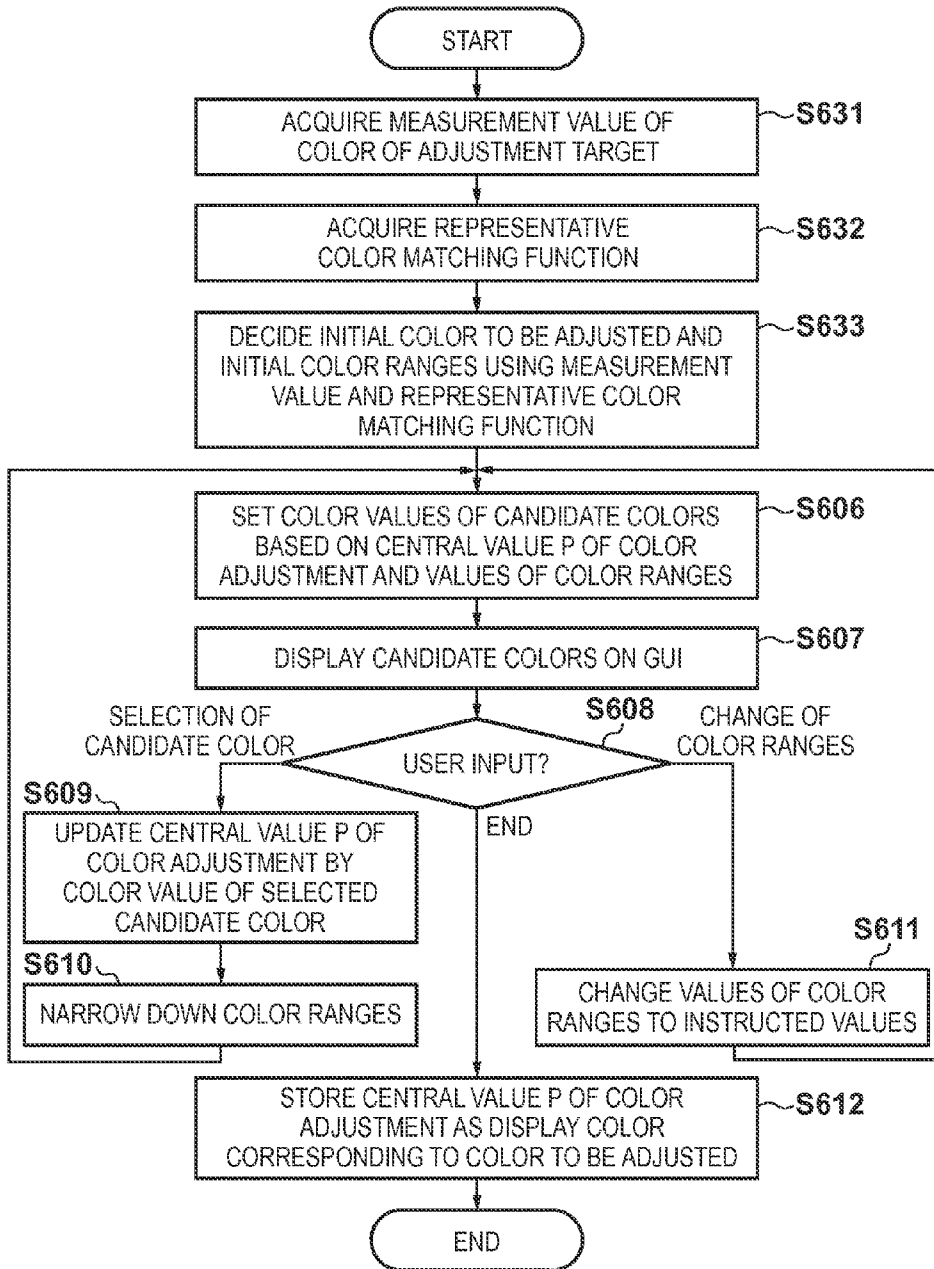 START
S631
ACQUIRE MEASUREMENT VALUE OF
COLOR OF ADJUSTMENT TARGET
S632
ACQUIRE REPRESENTATIVE
COLOR MATCHING FUNCTION
S633
DECIDE INITIAL COLOR TO BE ADJUSTED AND
INITIAL COLOR RANGES USING MEASUREMENT
VALUE AND REPRESENTATIVE COLOR
MATCHING FUNCTION
S606
SET COLOR VALUES OF CANDIDATE COLORS
BASED ON CENTRAL VALUE P OF COLOR
ADJUSTMENT AND VALUES OF COLOR RANGES
S607
DISPLAY CANDIDATE COLORS ON GUI
SELECTION OF
CANDIDATE COLOR
S608
CHANGE OF
COLOR RANGES
USER INPUT?
END
S609
UPDATE CENTRAL VALUE P OF
COLOR ADJUSTMENT BY
COLOR VALUE OF SELECTED
CANDIDATE COLOR
S610
NARROW DOWN COLOR RANGES
S611
CHANGE VALUES OF COLOR
RANGES TO INSTRUCTED VALUES
S612
STORE CENTRAL VALUE P OF COLOR
ADJUSTMENT AS DISPLAY COLOR
CORRESPONDING TO COLOR TO BE ADJUSTED
END